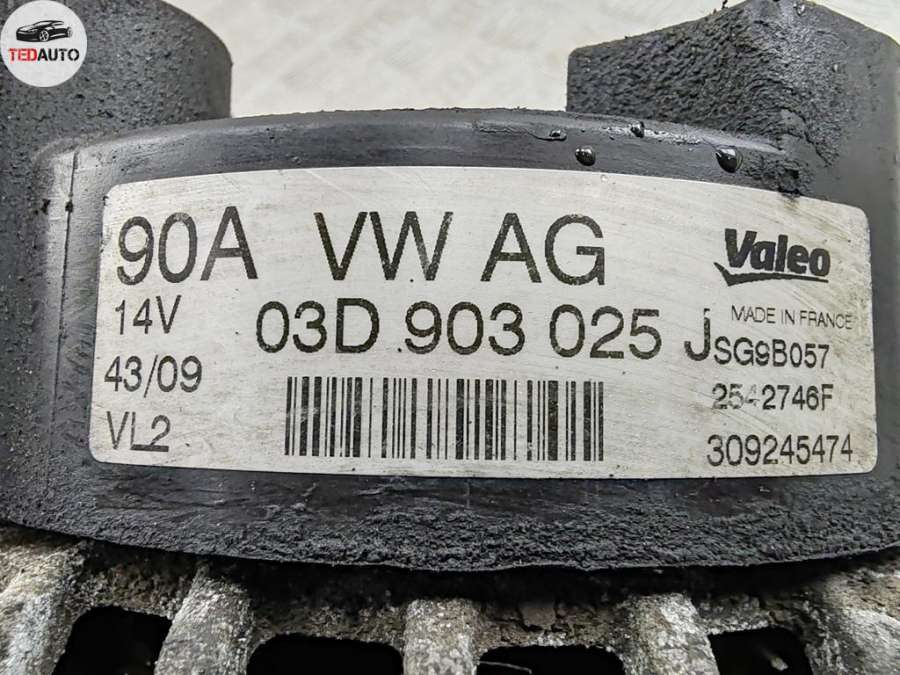 TEDAUTO
90A VW AG
Valeo
14V
03D 903 025 J
MADE IN FRANCE
SG9B057
43/09
2542746F
VL2
309245474